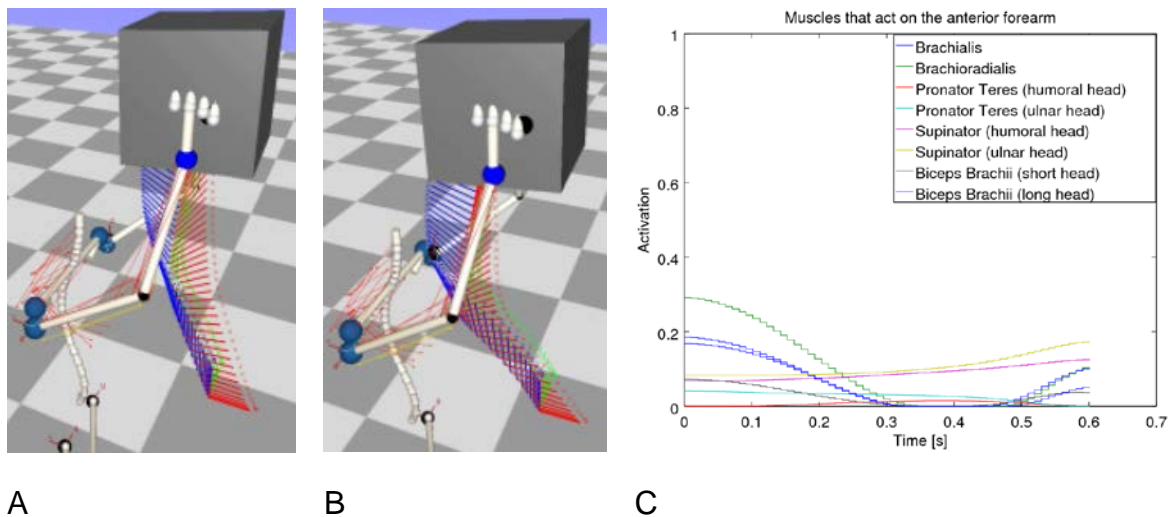 Muscles that act on the anterior forearm
1
0.8
0.6
0.4
0.2
0
Activation
Brachialis
Brachioradialis
Pronator Teres (humoral head)
Pronator Teres (ulnar head)
Supinator (humoral head)
Supinator (ulnar head)
Biceps Brachii (short head)
Biceps Brachii (long head)
0 0.1 0.2 0.3 0.4 0.5 0.6 0.7
Time [s]
A B C